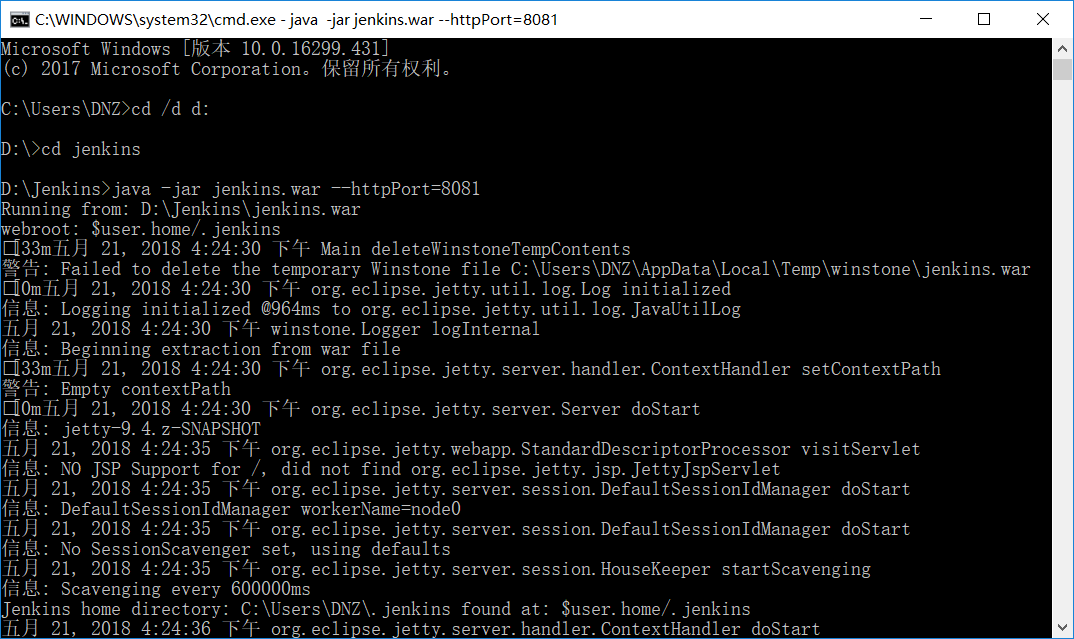 C:\WINDOWS\system32\cmd.exe - java  -jar jenkins.war --httpPort=8081
Microsoft Windows [版本 10.0.16299.431]
(c) 2017 Microsoft Corporation。保留所有权利。
C:\Users\DNZ>cd /d d:
D:\>cd jenkins
D:\Jenkins>java -jar jenkins.war --httpPort=8081
Running from: D:\Jenkins\jenkins.war
webroot: $user.home/.jenkins
□[33m五月 21, 2018 4:24:30 下午 Main deleteWinstoneTempContents
警告: Failed to delete the temporary Winstone file C:\Users\DNZ\AppData\Local\Temp\winstone\jenkins.war
□[0m五月 21, 2018 4:24:30 下午 org.eclipse.jetty.util.log.Log initialized
信息: Logging initialized @964ms to org.eclipse.jetty.util.log.JavaUtilLog
五月 21, 2018 4:24:30 下午 winstone.Logger logInternal
信息: Beginning extraction from war file
□[33m五月 21, 2018 4:24:30 下午 org.eclipse.jetty.server.handler.ContextHandler setContextPath
警告: Empty contextPath
□[0m五月 21, 2018 4:24:30 下午 org.eclipse.jetty.server.Server doStart
信息: jetty-9.4.z-SNAPSHOT
五月 21, 2018 4:24:35 下午 org.eclipse.jetty.webapp.StandardDescriptorProcessor visitServlet
信息: NO JSP Support for /, did not find org.eclipse.jetty.jsp.JettyJspServlet
五月 21, 2018 4:24:35 下午 org.eclipse.jetty.server.session.DefaultSessionIdManager doStart
信息: DefaultSessionIdManager workerName=node0
五月 21, 2018 4:24:35 下午 org.eclipse.jetty.server.session.DefaultSessionIdManager doStart
信息: No SessionScavenger set, using defaults
五月 21, 2018 4:24:35 下午 org.eclipse.jetty.server.session.HouseKeeper startScavenging
信息: Scavenging every 600000ms
Jenkins home directory: C:\Users\DNZ\.jenkins found at: $user.home/.jenkins
五月 21, 2018 4:24:36 下午 org.eclipse.jetty.server.handler.ContextHandler doStart